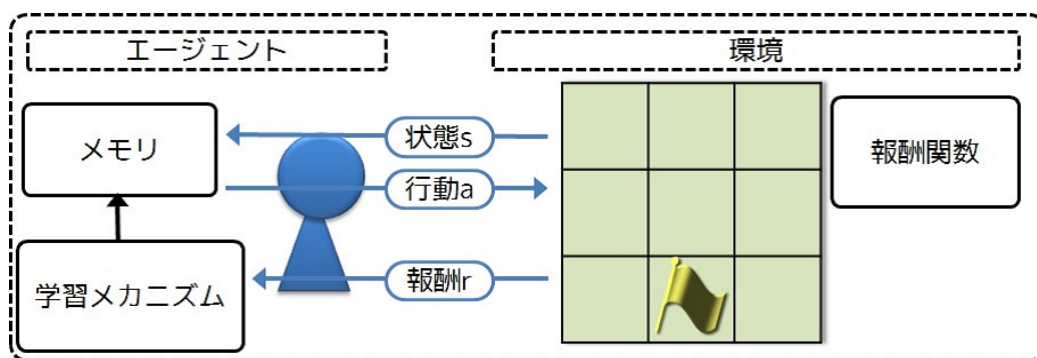 エージェント
環境
メモリ
状態s
行動a
報酬関数
学習メカニズム
報酬r